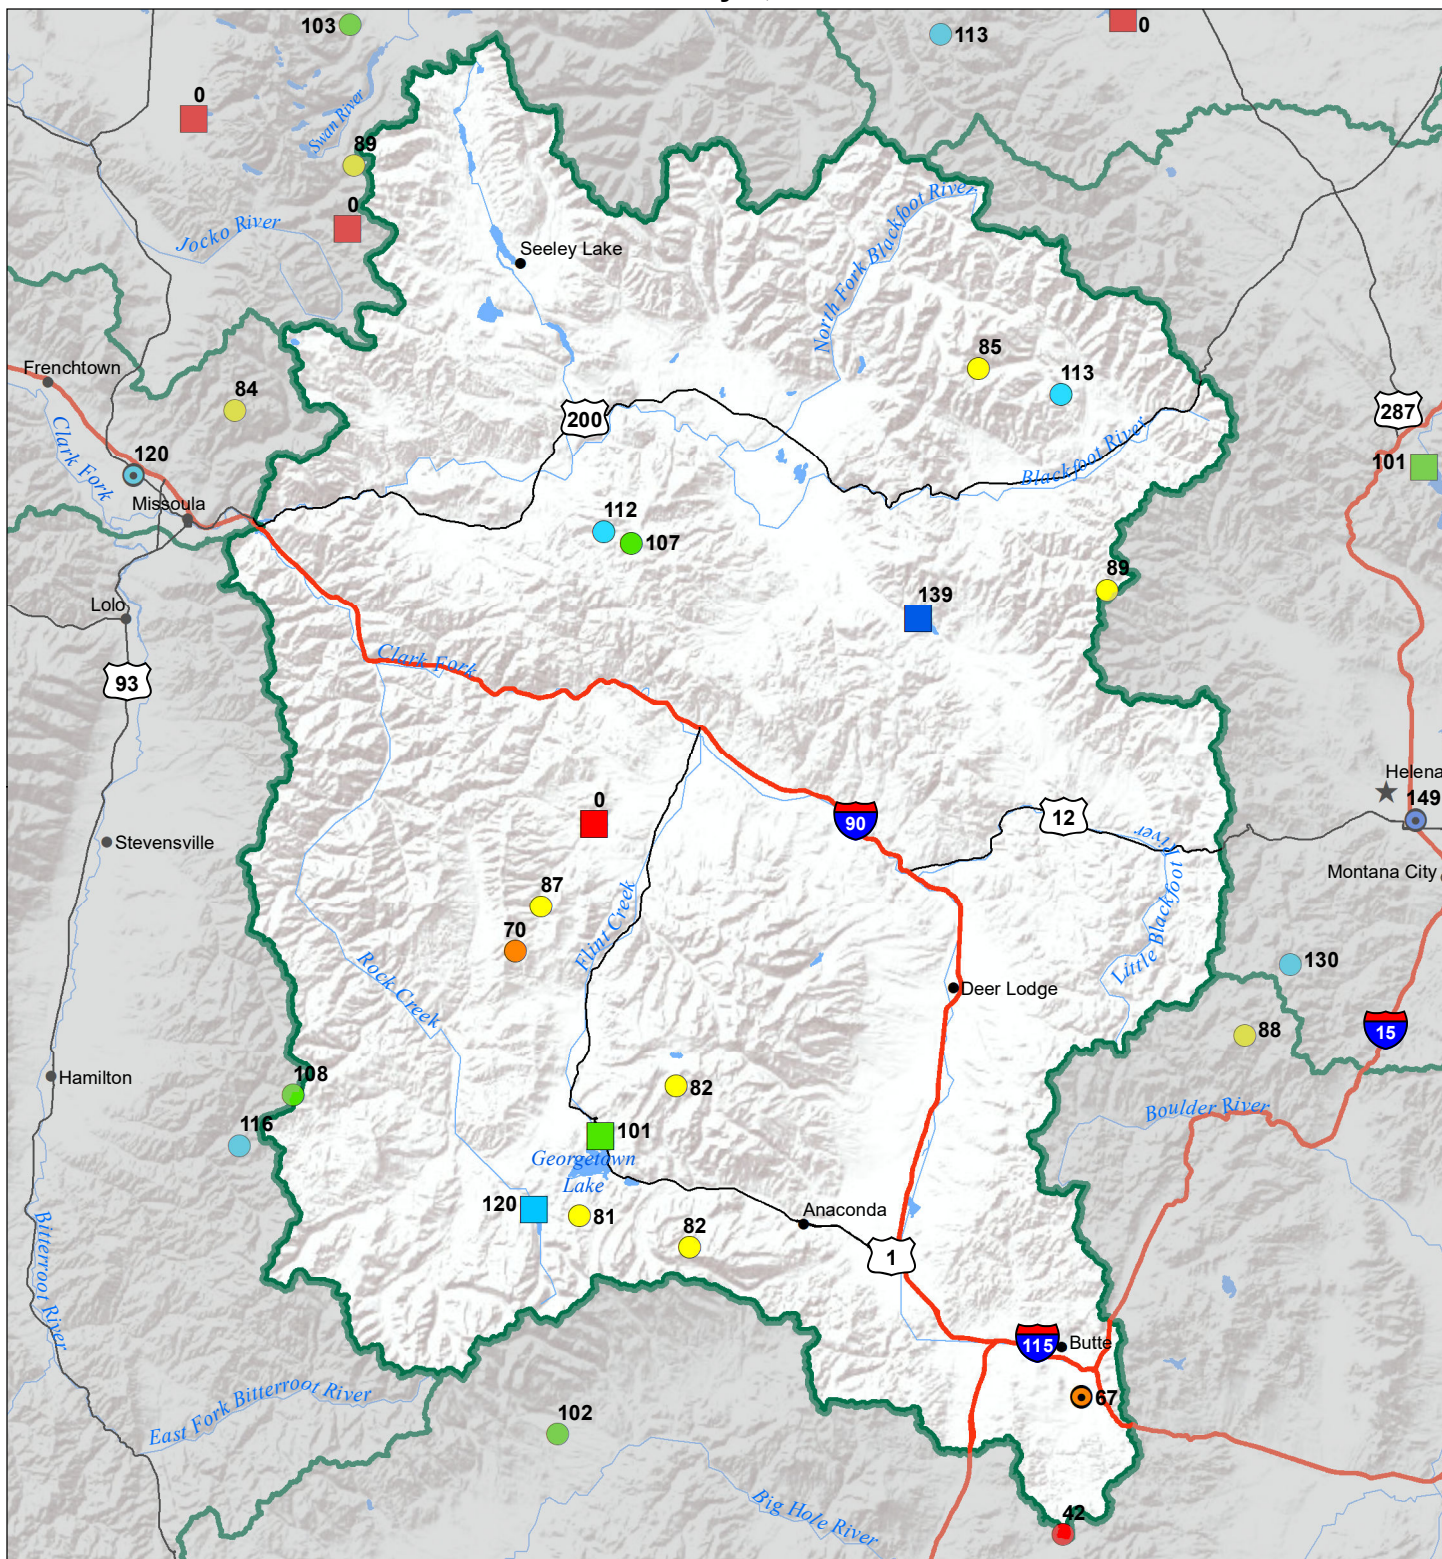 103
113
0
0
Swan River
89
0
Jocko River
North Fork Blackfoot River
Seeley Lake
Frenchtown
84
85
113
200
287
Clark Fork
120
Missoula
Blackfoot River
101
112
107
89
139
Lolo
Clark Fork
93
0
90
12
Helena
149
Stevensville
Little Blackfoot River
Montana City
87
70
Flint Creek
Rock Creek
130
Deer Lodge
15
88
Hamilton
108
82
116
101
Boulder River
Georgetown
Lake
120
81
82
Anaconda
1
Bitterroot River
115
Butte
67
East Fork Bitterroot River
102
Big Hole River
42